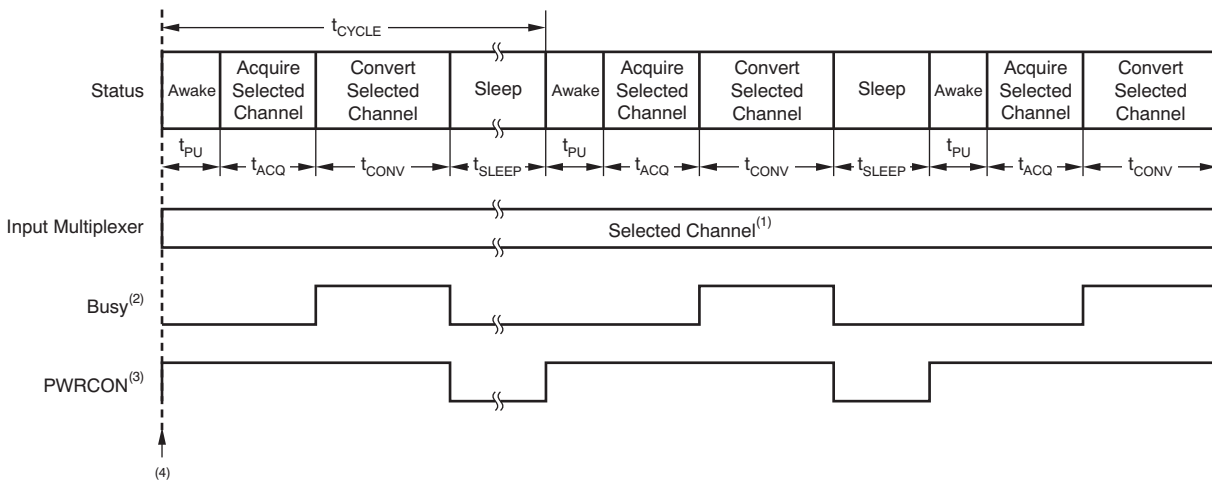 tCYCLE
Status
Awake
Acquire
Selected
Channel
Convert
Selected
Channel
Sleep
Awake
Acquire
Selected
Channel
Convert
Selected
Channel
Sleep
Awake
Acquire
Selected
Channel
Convert
Selected
Channel
tPU
tACQ
tCONV
tSLEEP
tPU
tACQ
tCONV
tSLEEP
tPU
tACQ
tCONV
Input Multiplexer
Selected Channel(1)
Busy(2)
PWRCON(3)
(4)